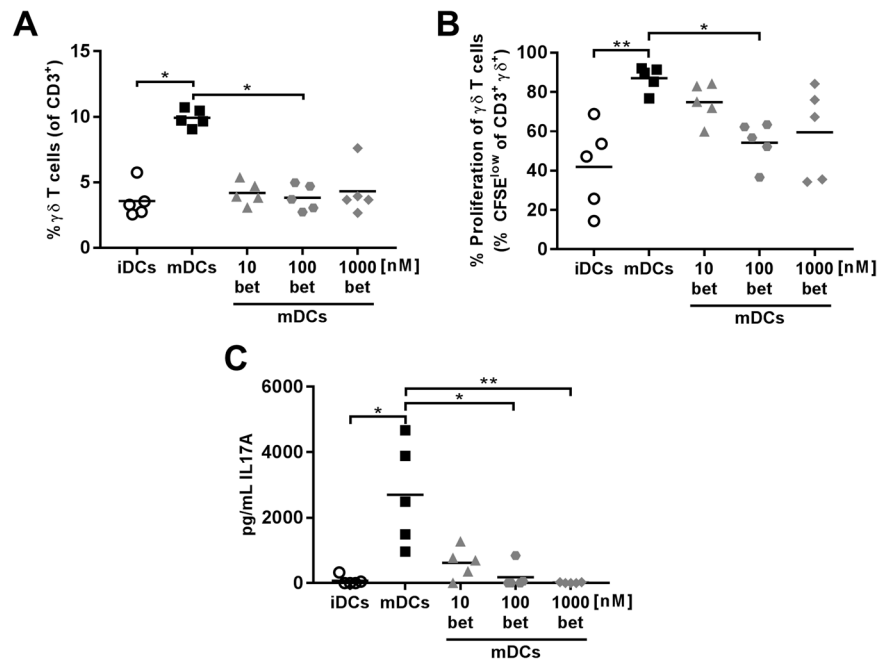 A
%γδ T cells (of CD3⁺)
15
10
5
0
*
*
iDCs mDCs 10 100 1000 [nM]
bet bet bet
mDCs
B
% Proliferation of γδ T cells
(% CFSEˡᵒʷ of CD3⁺ γδ⁺)
100
80
60
40
20
0
**
*
iDCs mDCs 10 100 1000 [nM]
bet bet bet
mDCs
C
pg/mL IL17A
6000
4000
2000
0
**
*
*
iDCs mDCs 10 100 1000 [nM]
bet bet bet
mDCs